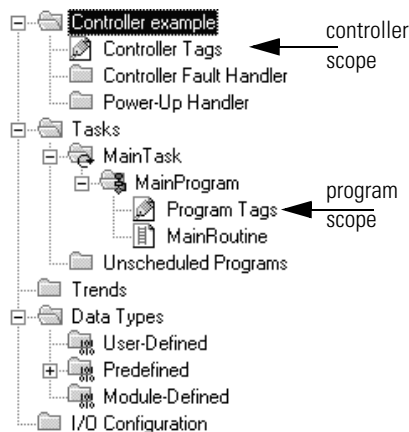 Controller example
Controller Tags
controller
scope
Controller Fault Handler
Power-Up Handler
Tasks
MainTask
MainProgram
Program Tags
program
scope
MainRoutine
Unscheduled Programs
Trends
Data Types
User-Defined
Predefined
Module-Defined
I/O Configuration